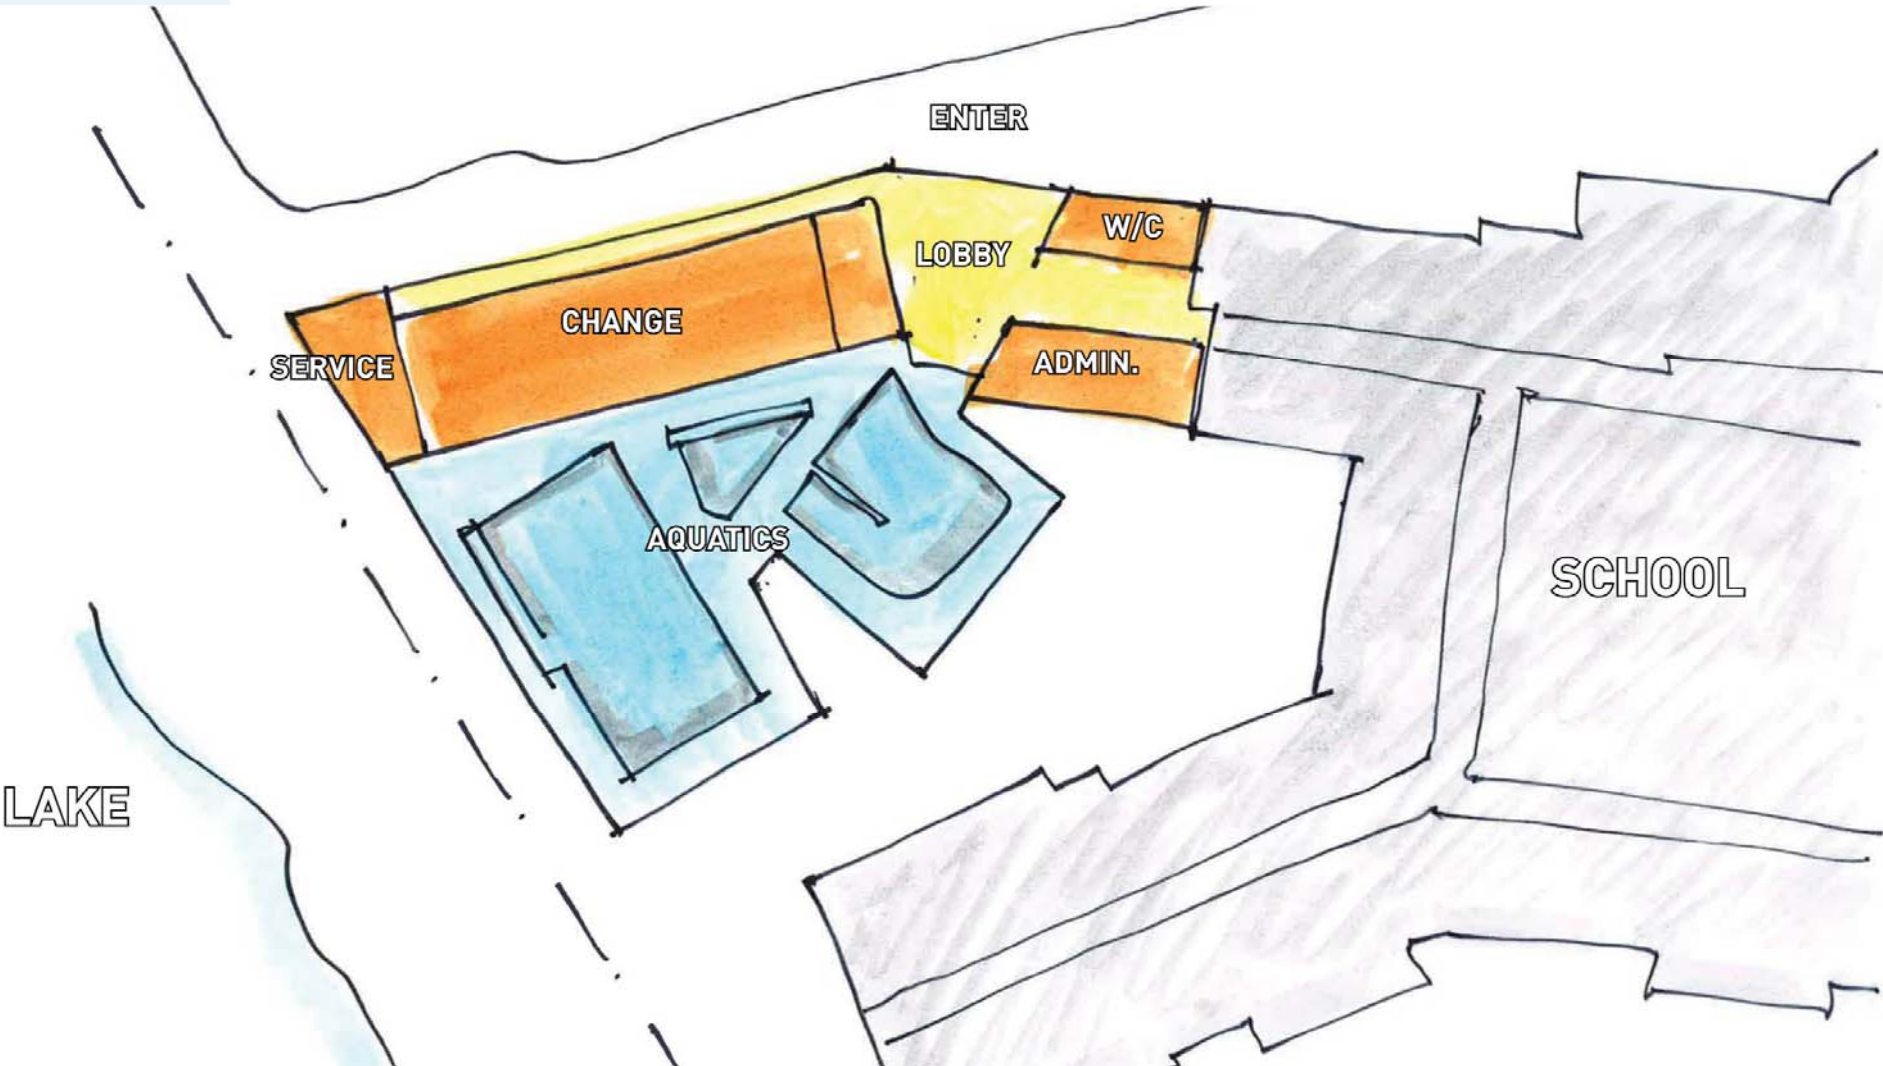 ENTER
W/C
LOBBY
CHANGE
ADMIN.
SERVICE
AQUATICS
SCHOOL
LAKE